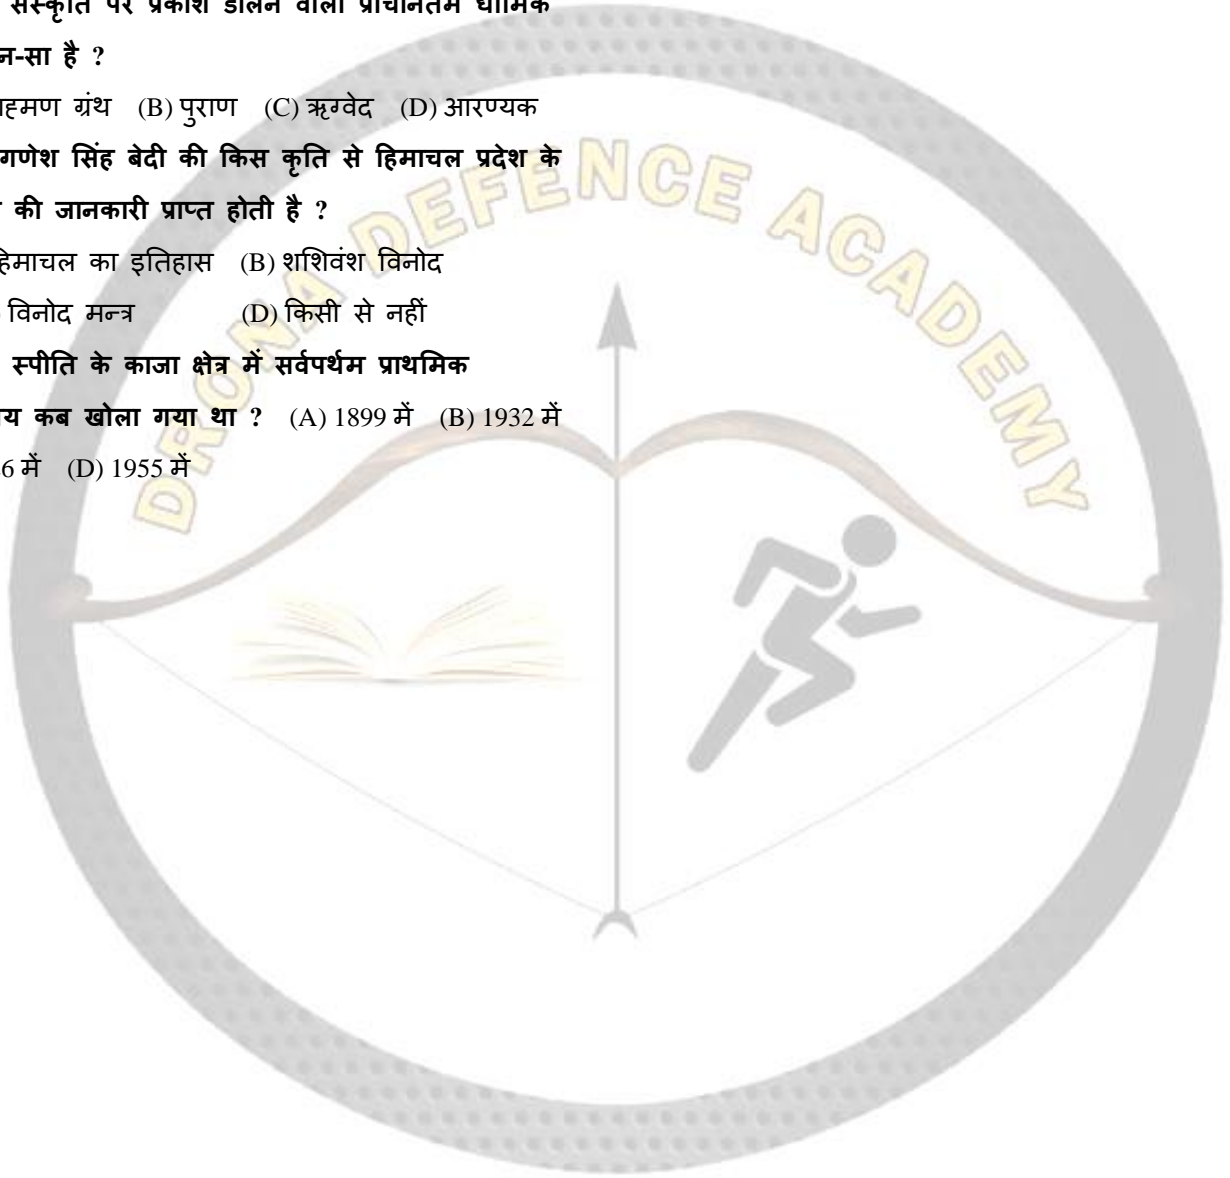 संस्कृति पर प्रकाश डालने वाला प्राचीनतम धार्मिक
न-सा है ?
ाह्मण ग्रंथ (B) पुराण (C) ऋग्वेद (D) आरण्यक
गणेश सिंह बेदी की किस कृति से हिमाचल प्रदेश के
की जानकारी प्राप्त होती है ?
हिमाचल का इतिहास (B) शशिवंश विनोद
विनोद मन्त्र (D) किसी से नहीं
स्पीति के काजा क्षेत्र में सर्वपर्थम प्राथमिक
य कब खोला गया था ? (A) 1899 में (B) 1932 में
6 में (D) 1955 में
DRONA DEFENCE ACADEMY